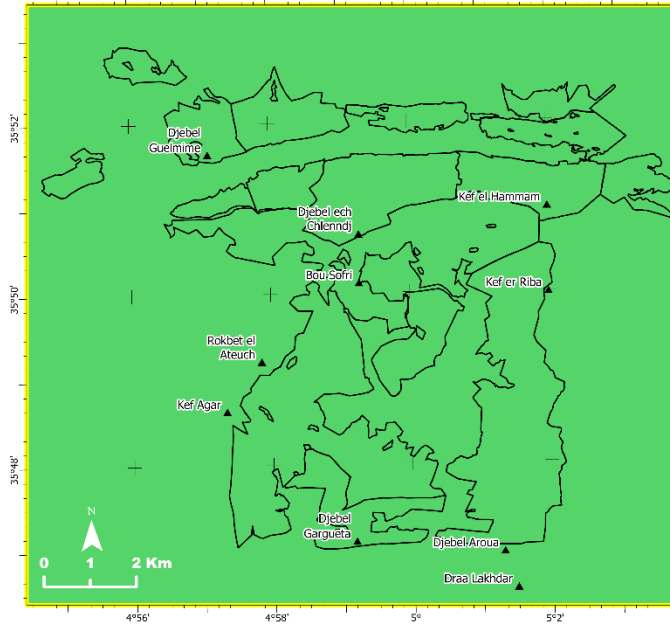 35°52'
Djebel
Guelmime
Kef el Hammam
Djebel ech
Chlenndj
Bou Sofri
Kef er Riba
35°50'
Rokbet el
Ateuch
Kef Agar
35°48'
Djebel
Gargueta
Djebel Aroua
Draa Lakhdar
N
0 1 2 Km
4°56' 4°58' 5° 5°2'